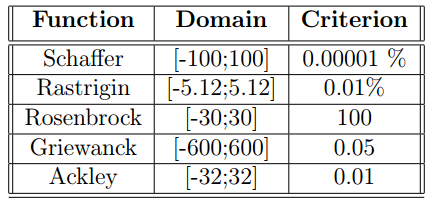 Function Domain Criterion
Schaffer [-100;100] 0.00001 %
Rastrigin [-5.12;5.12] 0.01%
Rosenbrock [-30;30] 100
Griewanck [-600;600] 0.05
Ackley [-32;32] 0.01